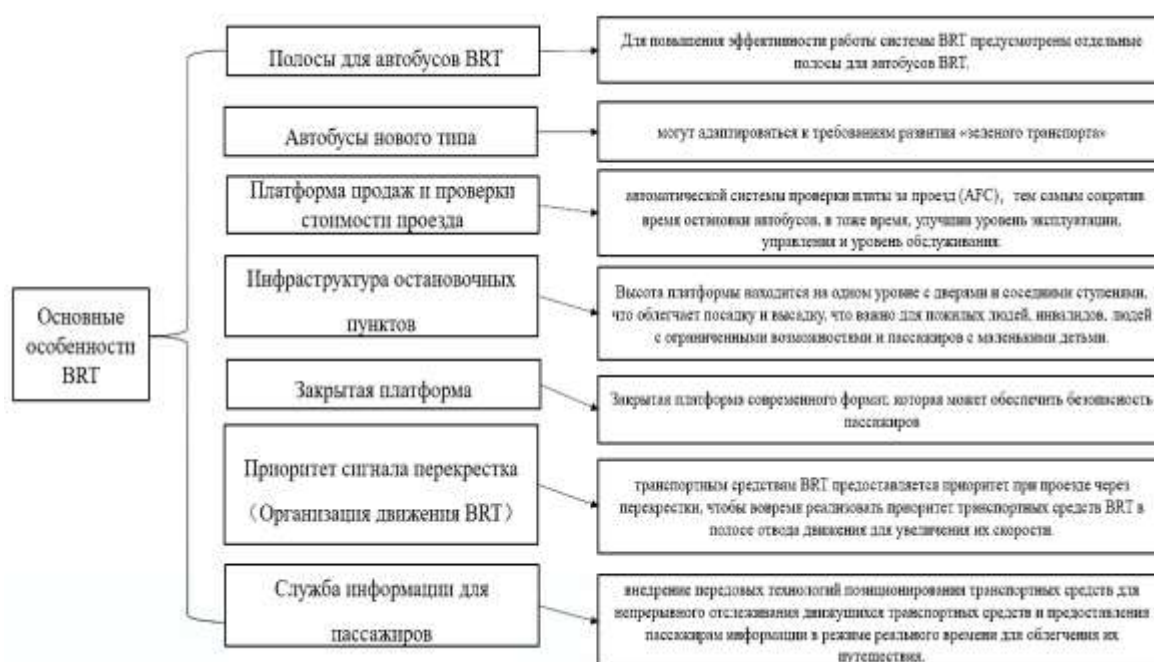 Основные
особенности
BRT
Полосы для автобусов BRT
Для повышения эффективности работы системы BRT предусмотрены отдельные
полосы для автобусов BRT.
Автобусы нового типа
могут адаптироваться к требованиям развития «зеленого транспорта»
Платформа продаж и проверки
стоимости проезда
автоматической системы проверки платы за проезд (AFC), тем самым сократив
время остановки автобусов, в тоже время, улучшив уровень эксплуатации,
управления и уровень обслуживания.
Инфраструктура остановочных
пунктов
Высота платформы находится на одном уровне с дверями и соседними ступенями,
что облегчает посадку и высадку, что важно для пожилых людей, инвалидов, людей
с ограниченными возможностями и пассажиров с маленькими детьми.
Закрытая платформа
Закрытая платформа современного формат, которая может обеспечить безопасность
пассажиров
Приоритет сигнала перекрестка
（Организация движения BRT）
транспортным средствам BRT предоставляется приоритет при проезде через
перекрестки, чтобы вовремя реализовать приоритет транспортных средств BRT в
полосе отвода движения для увеличения их скорости.
Служба информации для
пассажиров
внедрение передовых технологий позиционирования транспортных средств для
непрерывного отслеживания движущихся транспортных средств и предоставления
пассажирам информации в режиме реального времени для облегчения их
путешествия.